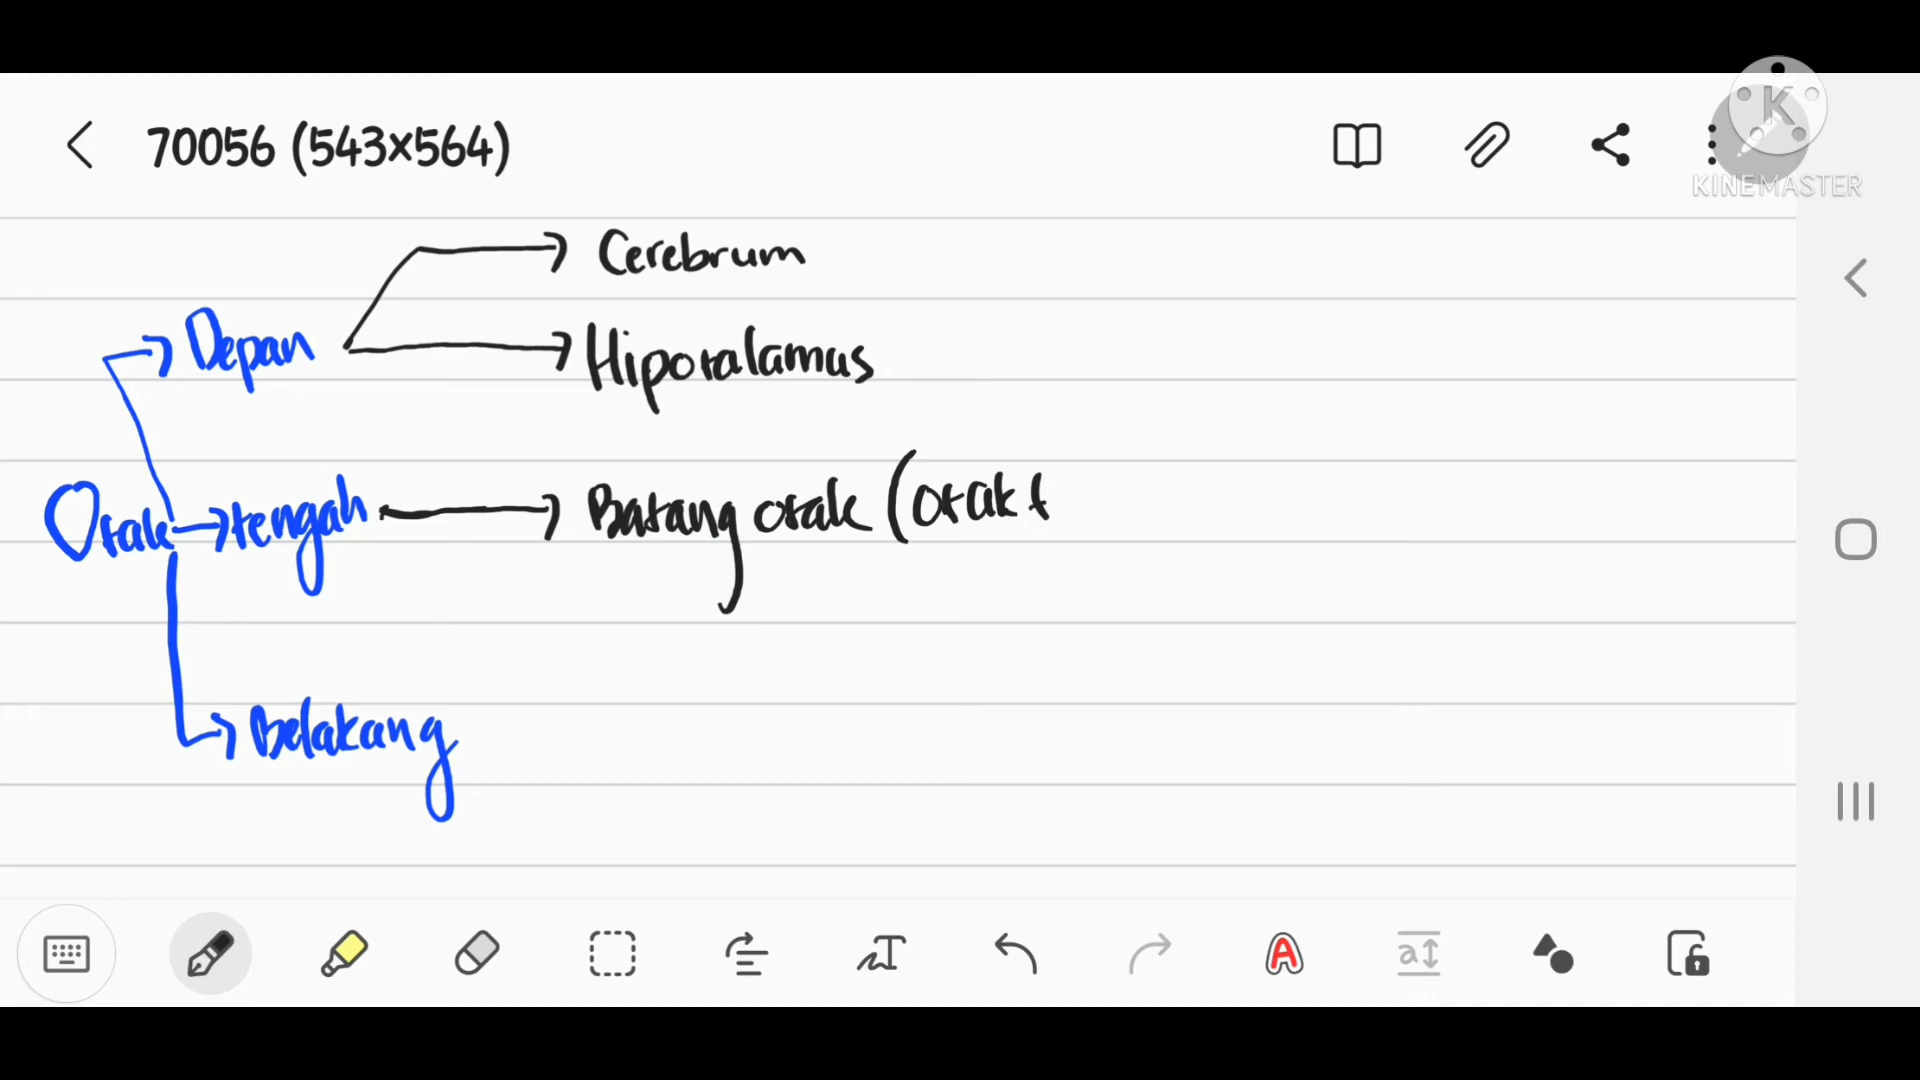 70056 (543x564)
KINEMASTER
Cerebrum
Depan
Hipotalamus
Otak
tengah
Batang otak (otak t
Belakang